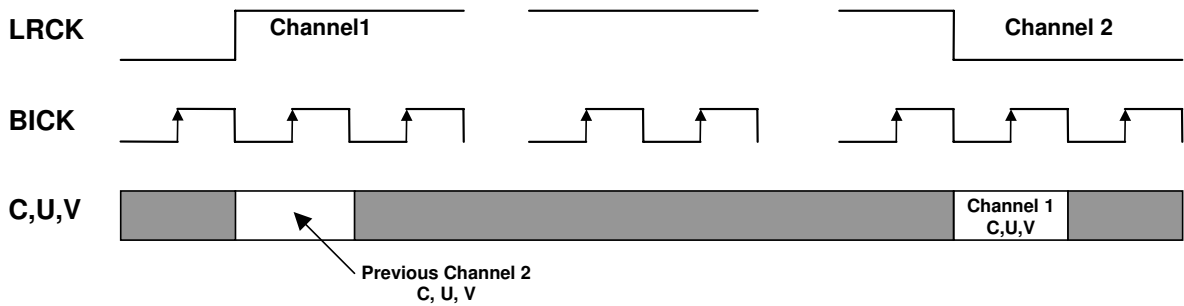 LRCK
Channel1
Channel 2
BICK
C,U,V
Channel 1
C,U,V
Previous Channel 2
C, U, V